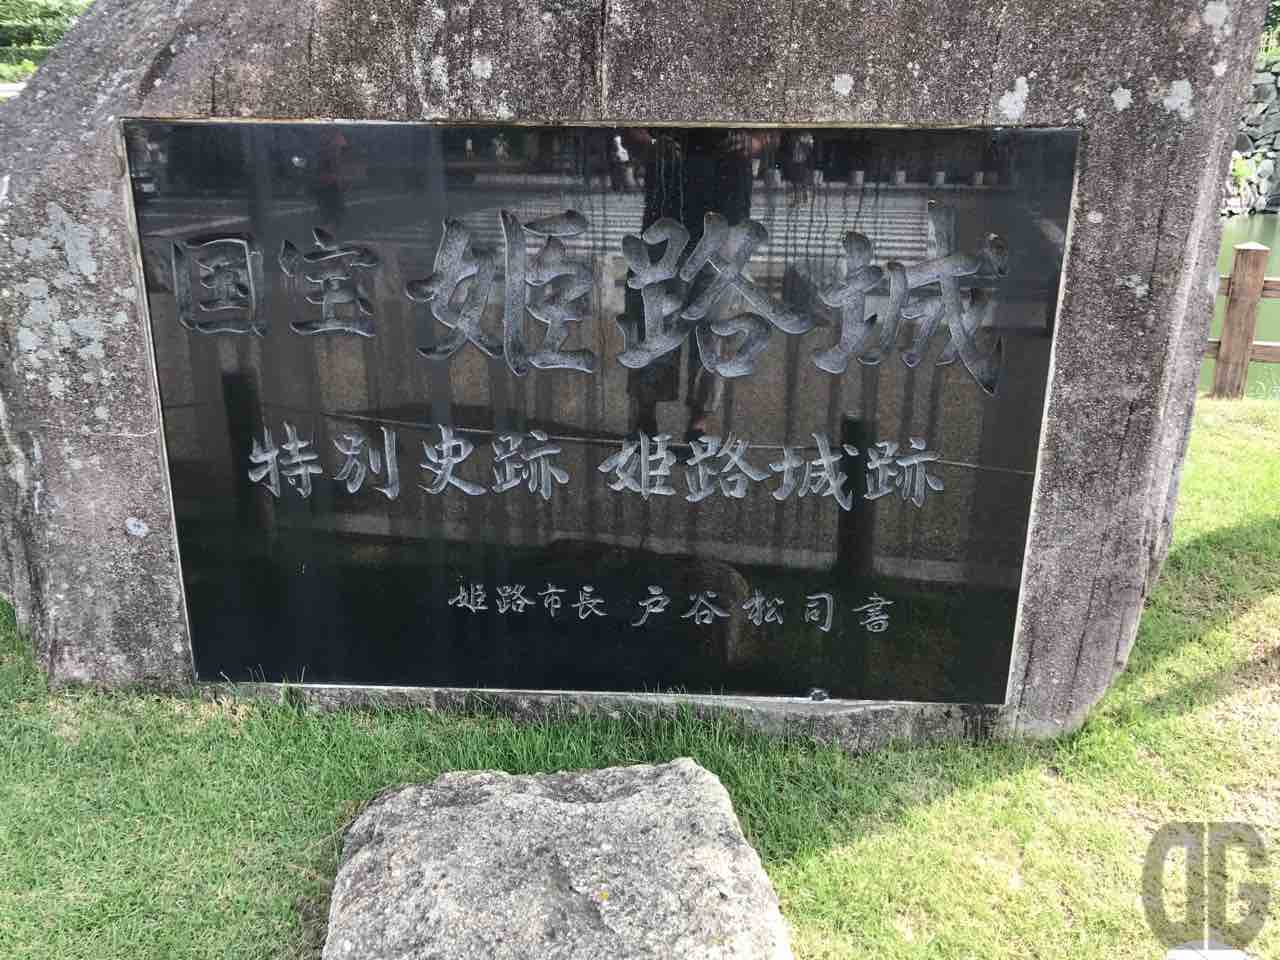 国宝 姫路城
特別史跡 姫路城跡
姫路市長 戸谷松司書
DG